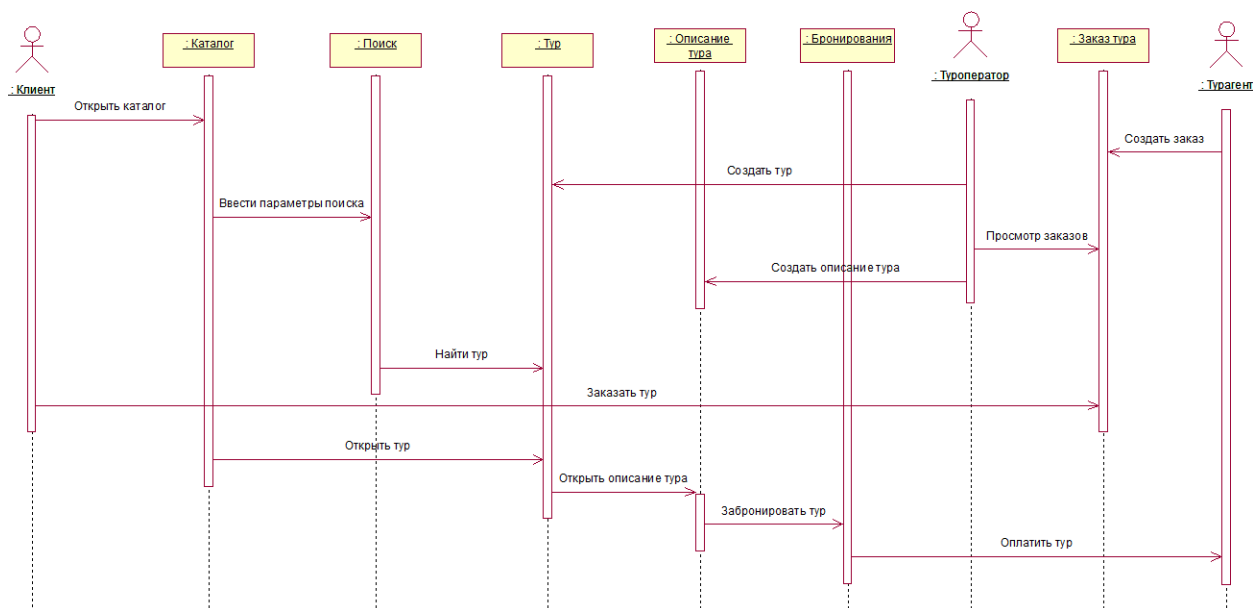 : Каталог
: Поиск
: Тур
: Описание
тура
: Бронирования
: Заказ тура
: Туроператор
: Клиент
: Турагент
Открыть каталог
Создать заказ
Создать тур
Ввести параметры поиска
Просмотр заказов
Создать описание тура
Найти тур
Заказать тур
Открыть тур
Открыть описание тура
Забронировать тур
Оплатить тур